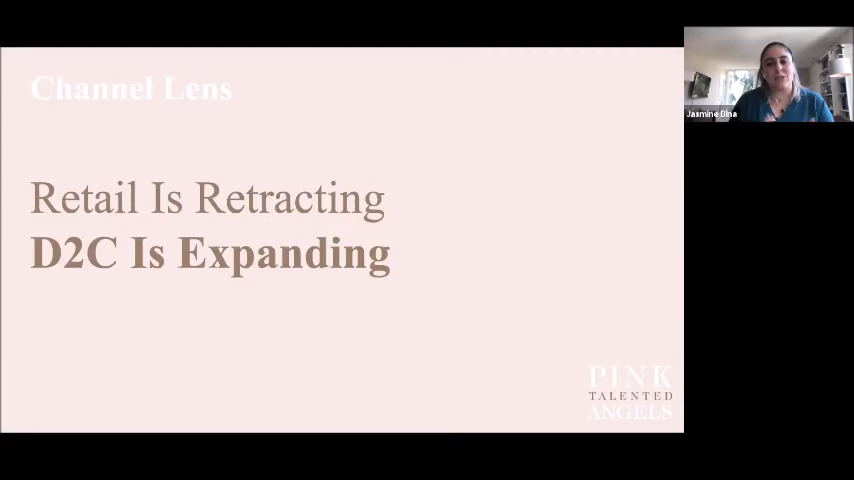 Channel Lens
Jasmine Dina
Retail Is Retracting
D2C Is Expanding
PINK
TALENTED
ANGELS